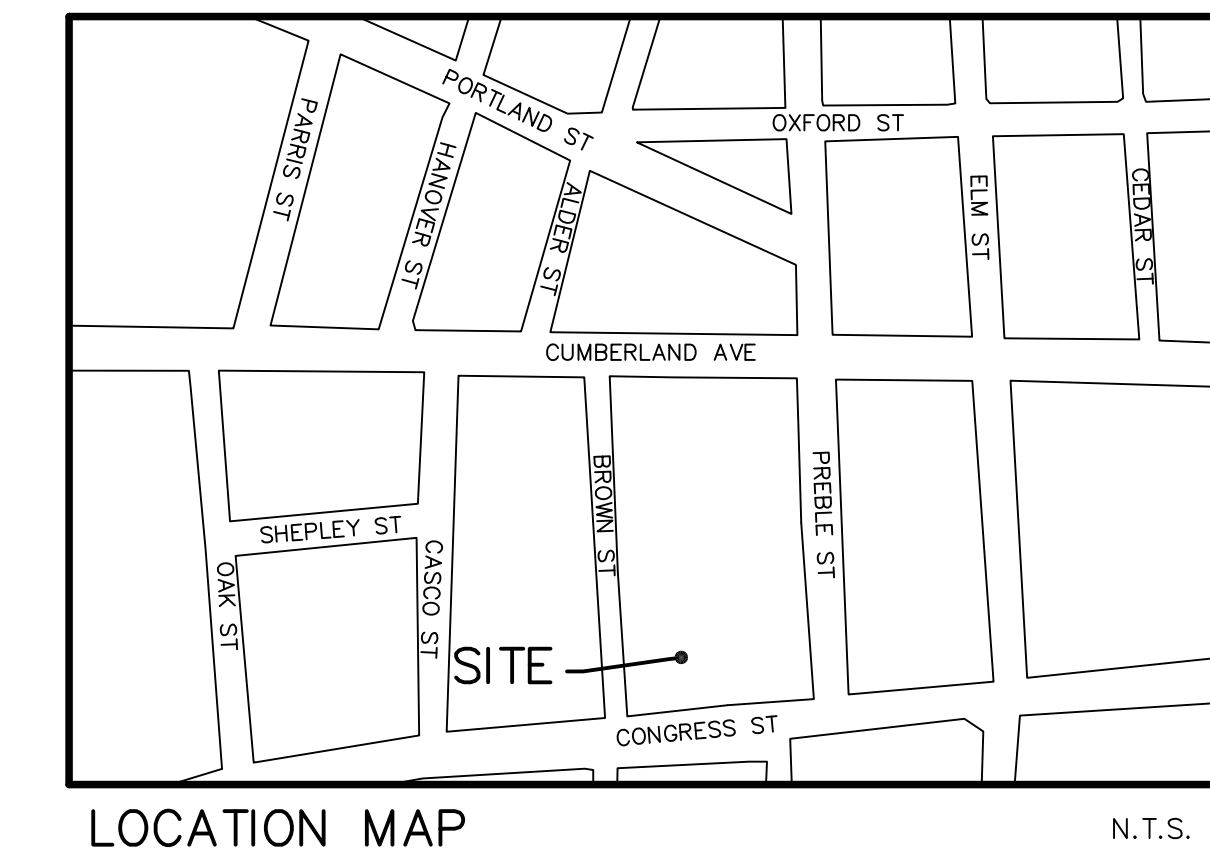 PORTLAND ST
OXFORD ST
PARRIS ST
HANOVER ST
ALDER ST
ELM ST
CEDAR ST
CUMBERLAND AVE
BROWN ST
PREBLE ST
SHEPLEY ST
OAK ST
CASCO ST
SITE
CONGRESS ST
LOCATION MAP
N.T.S.